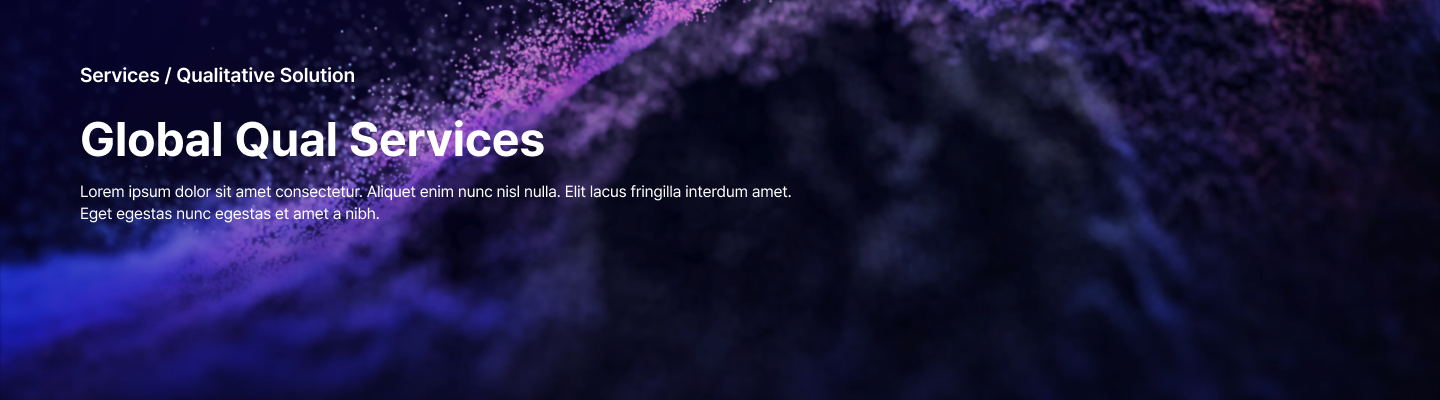 Services / Qualitative Solution
Global Qual Services
Lorem ipsum dolor sit amet consectetur. Aliquet enim nunc nisl nulla. Elit lacus fringilla interdum amet.
Eget egestas nunc egestas et amet a nibh.